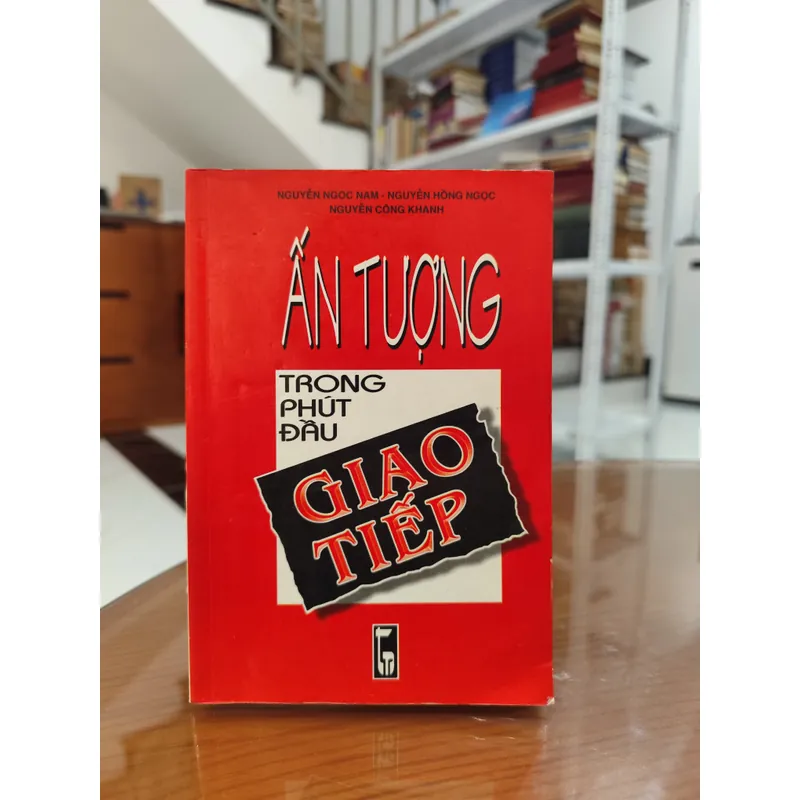 NGUYỄN NGỌC NAM - NGUYỄN HỒNG NGỌC
NGUYỄN CÔNG KHANH
ẤN TƯỢNG
TRONG
PHÚT
ĐẦU
GIAO
TIẾP